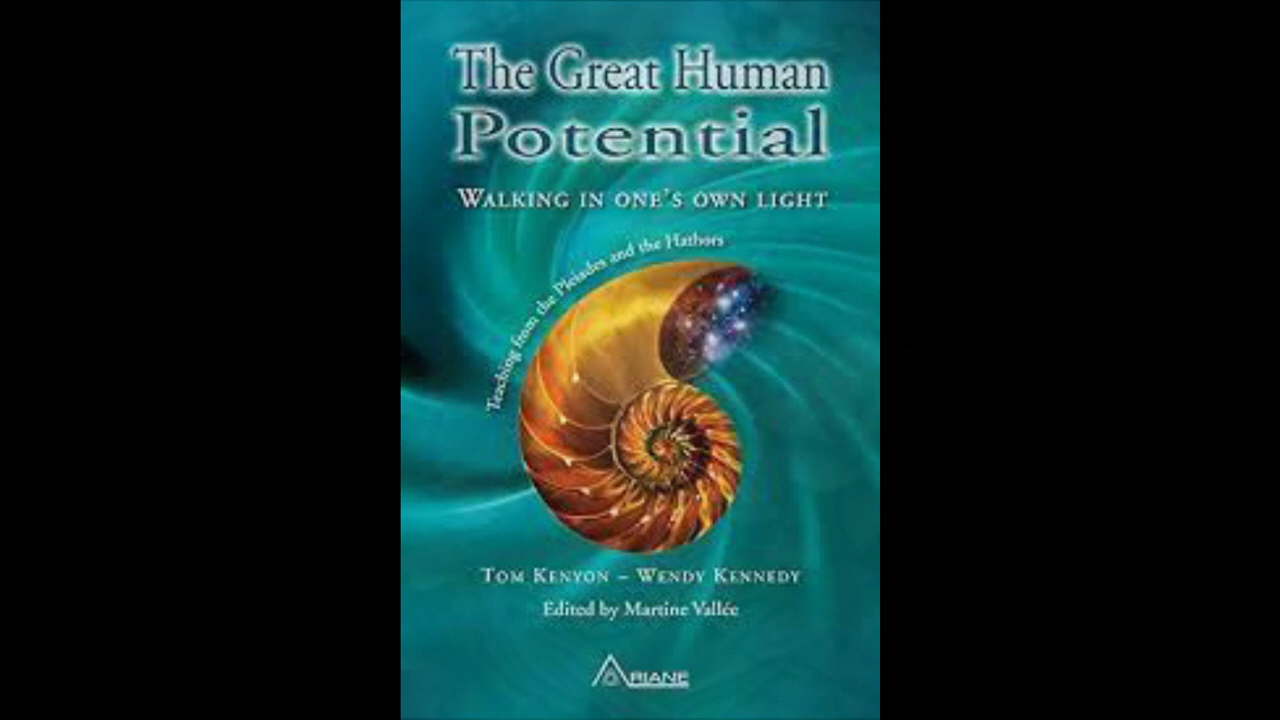 The Great Human
Potential
Walking in one's own light
Teaching from the Pleiades and the Hathors
Tom Kenyon – Wendy Kennedy
Edited by Martine Vallée
Ariane